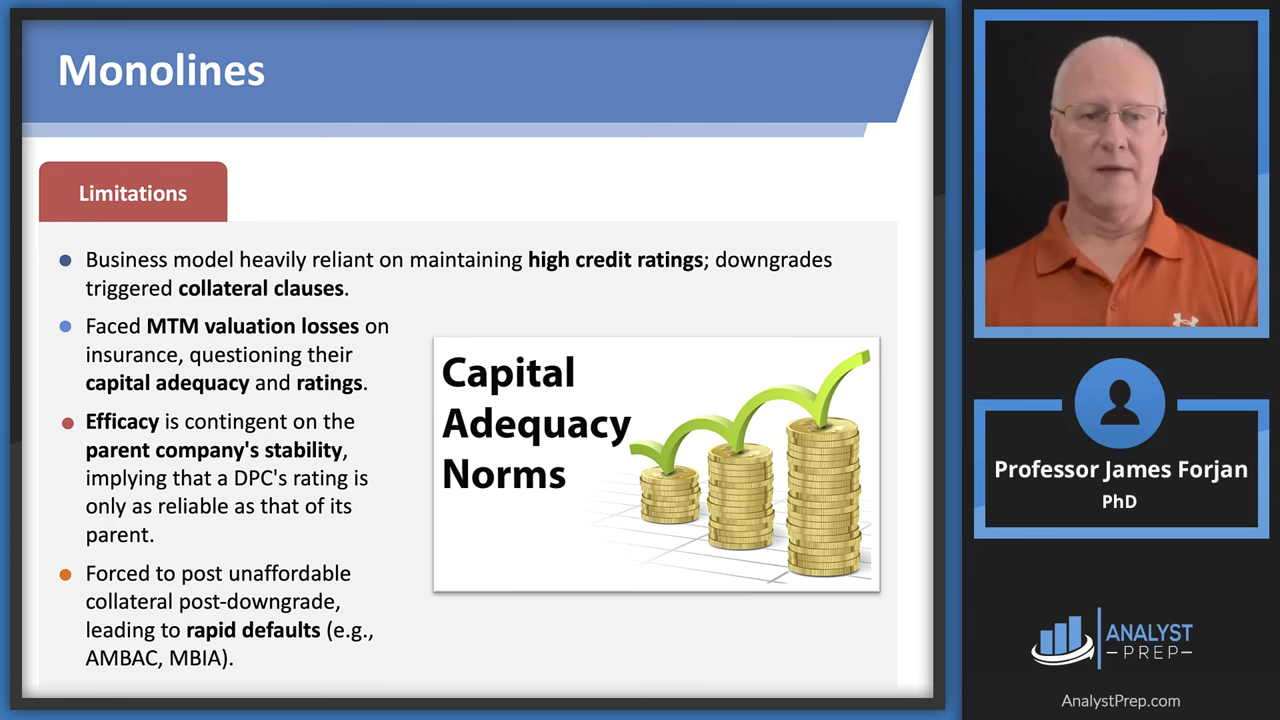 Monolines
Limitations
Business model heavily reliant on maintaining high credit ratings; downgrades
triggered collateral clauses.
Faced MTM valuation losses on
insurance, questioning their
capital adequacy and ratings.
Efficacy is contingent on the
parent company's stability,
implying that a DPC's rating is
only as reliable as that of its
parent.
Forced to post unaffordable
collateral post-downgrade,
leading to rapid defaults (e.g.,
AMBAC, MBIA).
Capital
Adequacy
Norms
Professor James Forjan
PhD
ANALYST
PREP
AnalystPrep.com